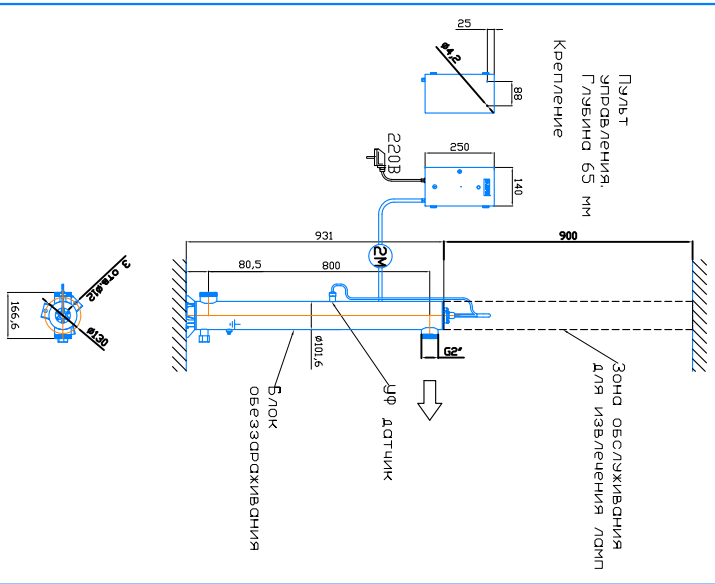 25
ø4,2
88
Пульт
управления.
Глубина 65 мм
Крепление
220В
250
140
931
900
2М
80,5
800
3 отв.ø12
166,6
ø130
ø101,6
G2"
Блок
обеззараживания
УФ датчик
Зона обслуживания
для извлечения ламп